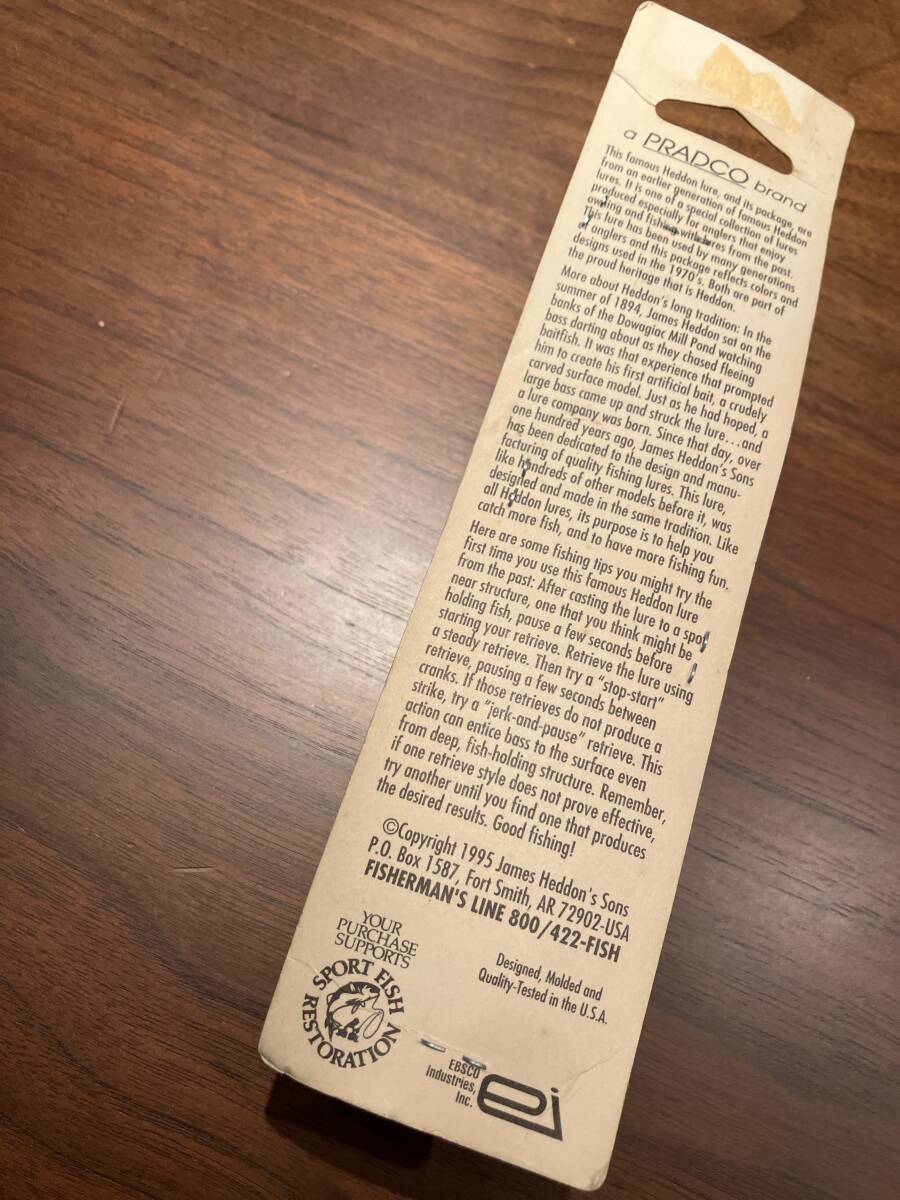 a PRADCO brand
This famous Heddon lure, and its package, are
from an earlier generation of famous Heddon
lures. It is one of a special collection of lures
produced especially for anglers that enjoy
owning and fishing with lures from the past.
This lure has been used by many generations
of anglers and this package reflects colors and
designs used in the 1970's. Both are part of
the proud heritage that is Heddon.
More about Heddon's long tradition: In the
summer of 1894, James Heddon sat on the
banks of the Dowagiac Mill Pond watching
bass darting about as they chased fleeing
baitfish. It was that experience that prompted
him to create his first artificial bait, a crudely
carved surface model. Just as he had hoped, a
large bass came up and struck the lure...and
a lure company was born. Since that day, over
one hundred years ago, James Heddon's Sons
has been dedicated to the design and manu-
facturing of quality fishing lures. This lure,
like hundreds of other models before it, was
designed and made in the same tradition. Like
all Heddon lures, its purpose is to help you
catch more fish, and to have more fishing fun.
Here are some fishing tips you might try the
first time you use this famous Heddon lure
from the past: After casting the lure to a spot
near structure, one that you think might be
holding fish, pause a few seconds before
starting your retrieve. Retrieve the lure using
a steady retrieve. Then try a "stop-start"
retrieve, pausing a few seconds between
cranks. If those retrieves do not produce a
strike, try a "jerk-and-pause" retrieve. This
action can entice bass to the surface even
from deep, fish-holding structure. Remember,
if one retrieve style does not prove effective,
try another until you find one that produces
the desired results. Good fishing!
©Copyright 1995 James Heddon's Sons
P.O. Box 1587, Fort Smith, AR 72902-USA
FISHERMAN'S LINE 800/422-FISH
YOUR
PURCHASE
SUPPORTS
SPORT FISH
RESTORATION
Designed, Molded and
Quality-Tested in the U.S.A.
EBSCO
Industries,
Inc.
ei